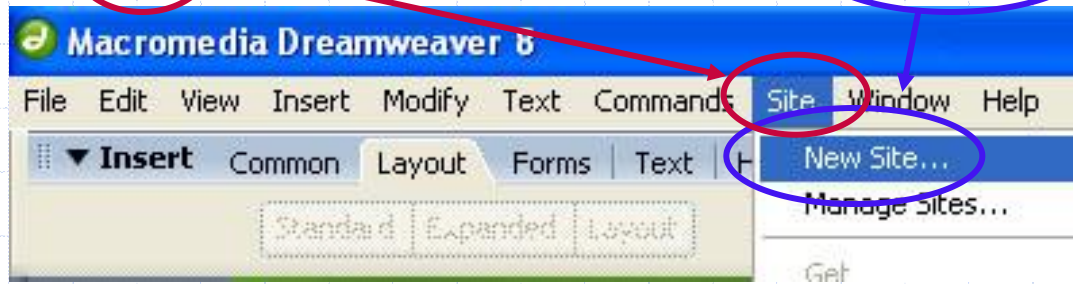 Macromedia Dreamweaver 8
File Edit View Insert Modify Text Commands Site Window Help
▼ Insert Common Layout Forms | Text | H
New Site...
Manage Sites...
Standard Expanded Layout
Get